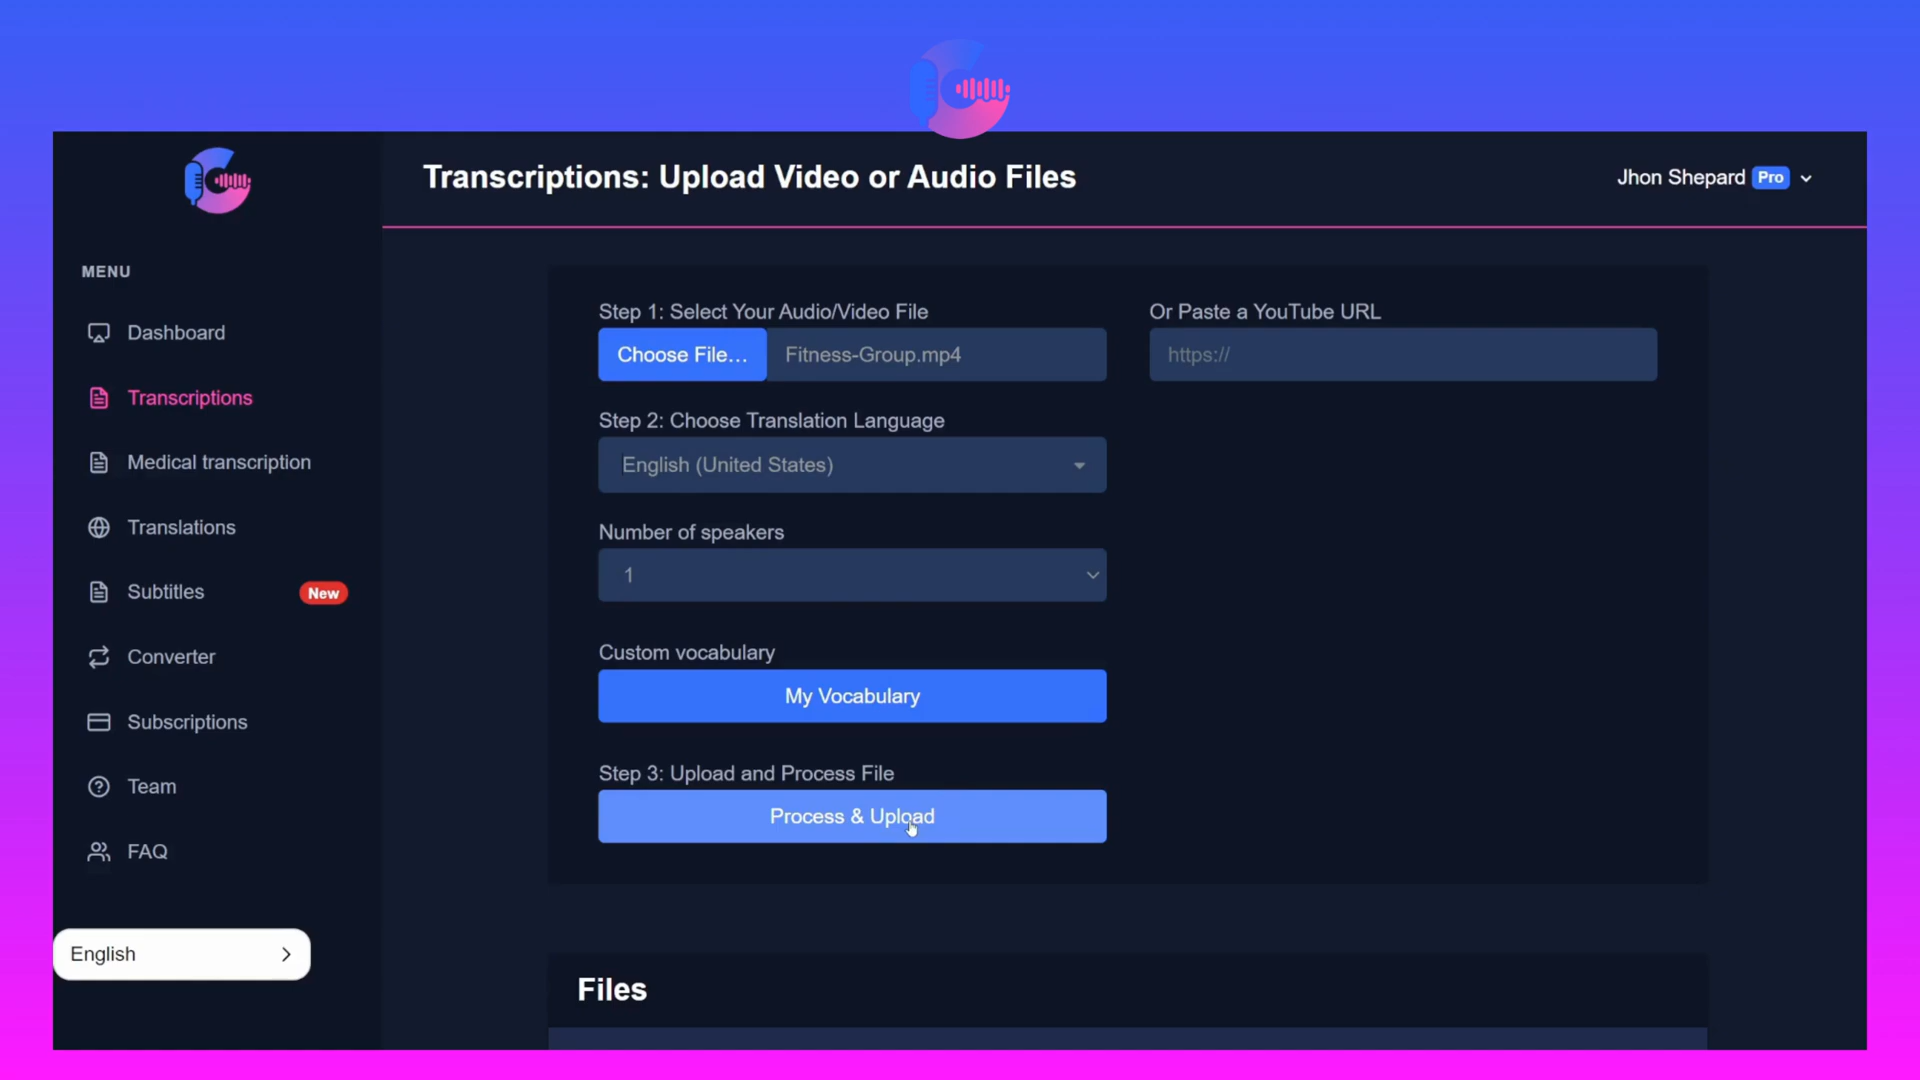 Transcriptions: Upload Video or Audio Files
Jhon Shepard Pro
MENU
Dashboard
Transcriptions
Medical transcription
Translations
Subtitles New
Converter
Subscriptions
Team
FAQ
English
Step 1: Select Your Audio/Video File
Choose File... Fitness-Group.mp4
Or Paste a YouTube URL
https://
Step 2: Choose Translation Language
English (United States)
Number of speakers
1
Custom vocabulary
My Vocabulary
Step 3: Upload and Process File
Process & Upload
Files